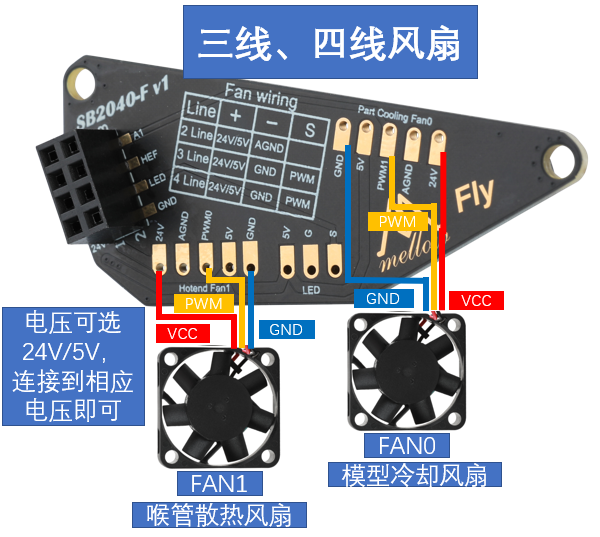 三线、四线风扇
SB2040-F v1
Fan wiring
Line + − S
2 Line 24V/5V AGND
3 Line 24V/5V GND PWM
4 Line 24V/5V GND PWM
Part Cooling Fan0
GND 5V PWM1 AGND 24V
A1
HEF
LED
GND
24V
24V AGND PWM0 5V GND
5V G S
Hotend Fan1
LED
Fly
mellow
PWM
GND
VCC
PWM
VCC
GND
电压可选
24V/5V，
连接到相应
电压即可
FAN0
模型冷却风扇
FAN1
喉管散热风扇